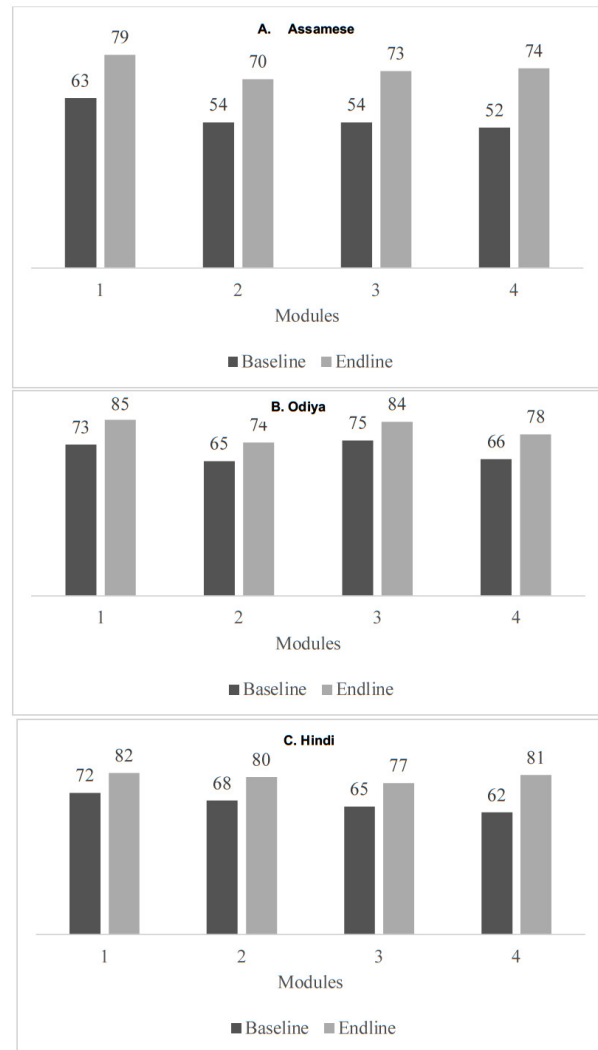 A. Assamese
79
63
70
54
73
54
74
52
1 2 3 4
Modules
Baseline Endline
B. Odiya
85
73
74
65
84
75
78
66
1 2 3 4
Modules
Baseline Endline
C. Hindi
82
72
80
68
77
65
81
62
1 2 3 4
Modules
Baseline Endline